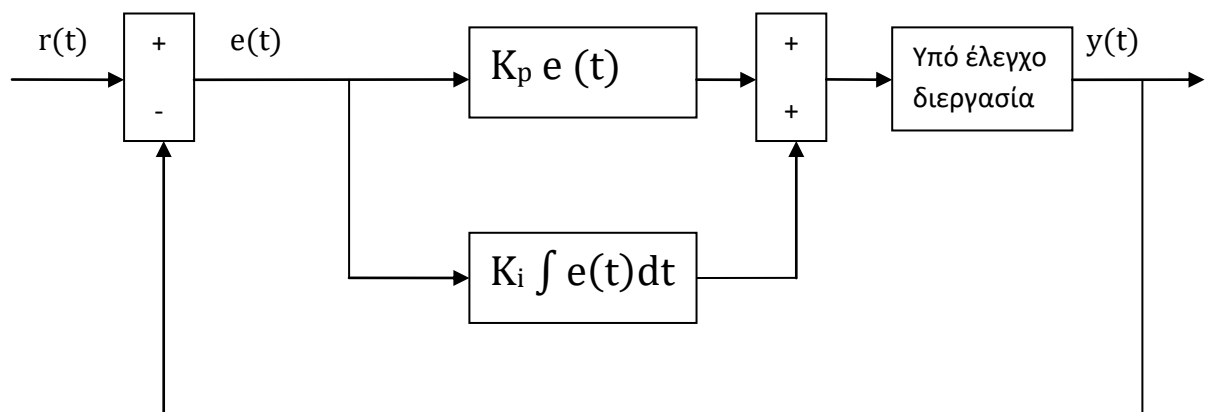 r(t)
+
-
e(t)
Kₚ e (t)
+
+
Υπό έλεγχο
διεργασία
y(t)
Kᵢ ∫ e(t)dt